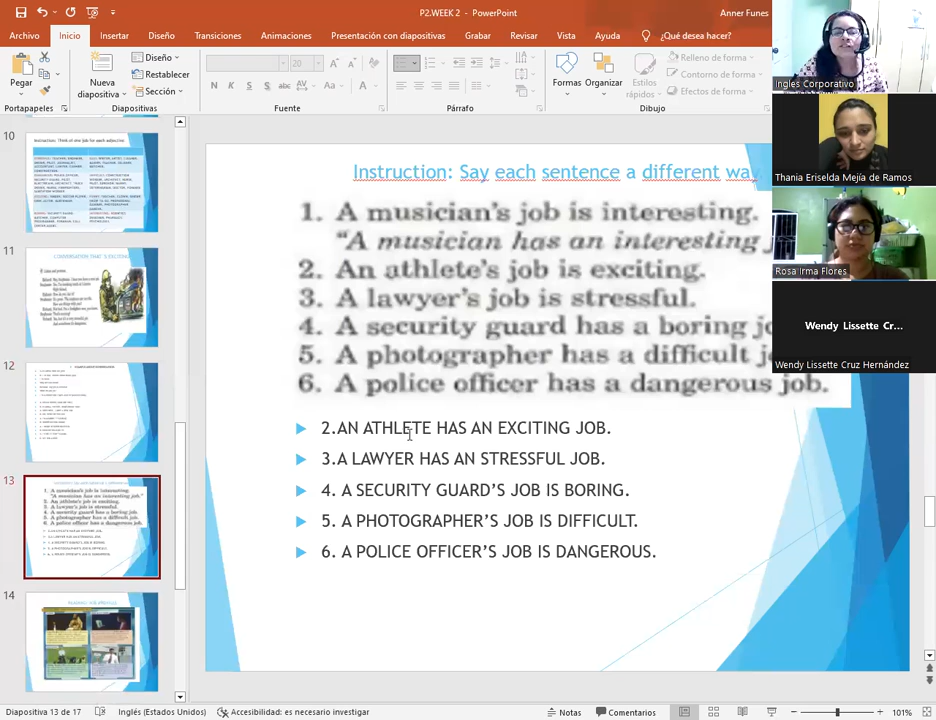 P2.WEEK 2 - PowerPoint
Anner Funes
Archivo Inicio Insertar Diseño Transiciones Animaciones Presentación con diapositivas Grabar Revisar Vista Ayuda ¿Qué desea hacer?
Pegar
Nueva diapositiva
Diseño
Restablecer
Sección
20
N K S S abc AV Aa A
Formas Organizar Estilos rápidos
Relleno de forma
Contorno de forma
Efectos de forma
Portapapeles Diapositivas Fuente Párrafo Dibujo
Ingles Corporativo
Thania Eriselda Mejía de Ramos
Rosa Irma Flores
Wendy Lissette Cr...
Wendy Lissette Cruz Hernández
10
11
12
13
14
Instruction: Say each sentence a different way
1. A musician's job is interesting.
"A musician has an interesting
2. An athlete's job is exciting.
3. A lawyer's job is stressful.
4. A security guard has a boring
5. A photographer has a difficult
6. A police officer has a dangerous job.
2.AN ATHLETE HAS AN EXCITING JOB.
3.A LAWYER HAS AN STRESSFUL JOB.
4. A SECURITY GUARD'S JOB IS BORING.
5. A PHOTOGRAPHER'S JOB IS DIFFICULT.
6. A POLICE OFFICER'S JOB IS DANGEROUS.
Diapositiva 13 de 17 Inglés (Estados Unidos) Accesibilidad: es necesario investigar Notas Comentarios 101%